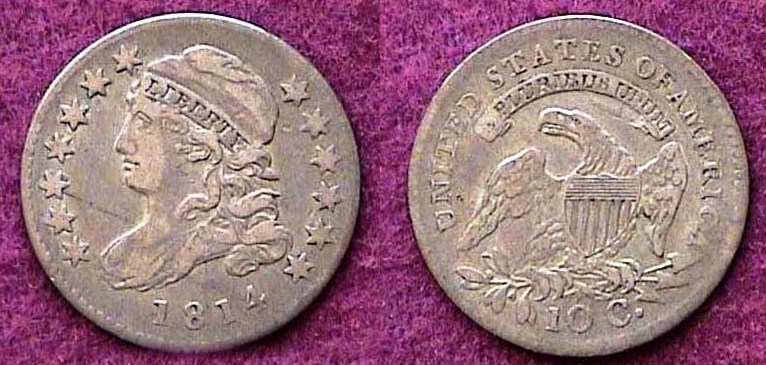 LIBERTY
1814
UNITED STATES OF AMERICA
E PLURIBUS UNUM
10 C.